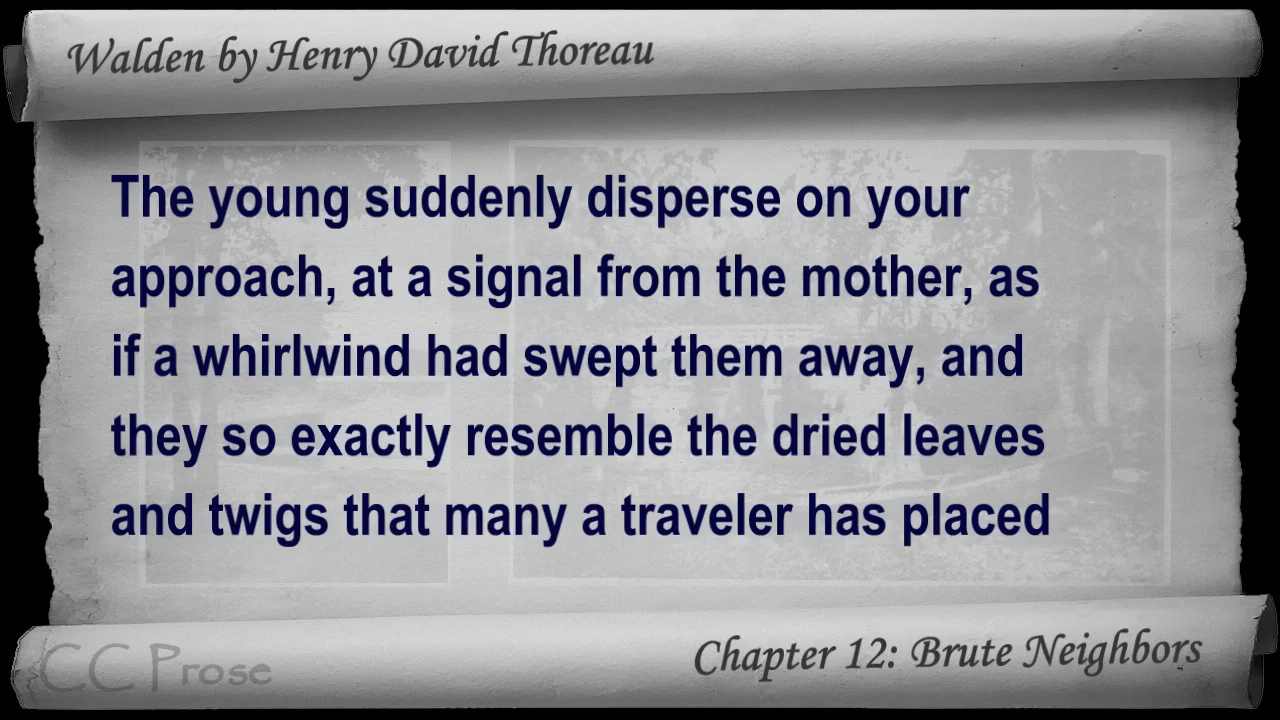 Walden by Henry David Thoreau
The young suddenly disperse on your
approach, at a signal from the mother, as
if a whirlwind had swept them away, and
they so exactly resemble the dried leaves
and twigs that many a traveler has placed
CC Prose
Chapter 12: Brute Neighbors